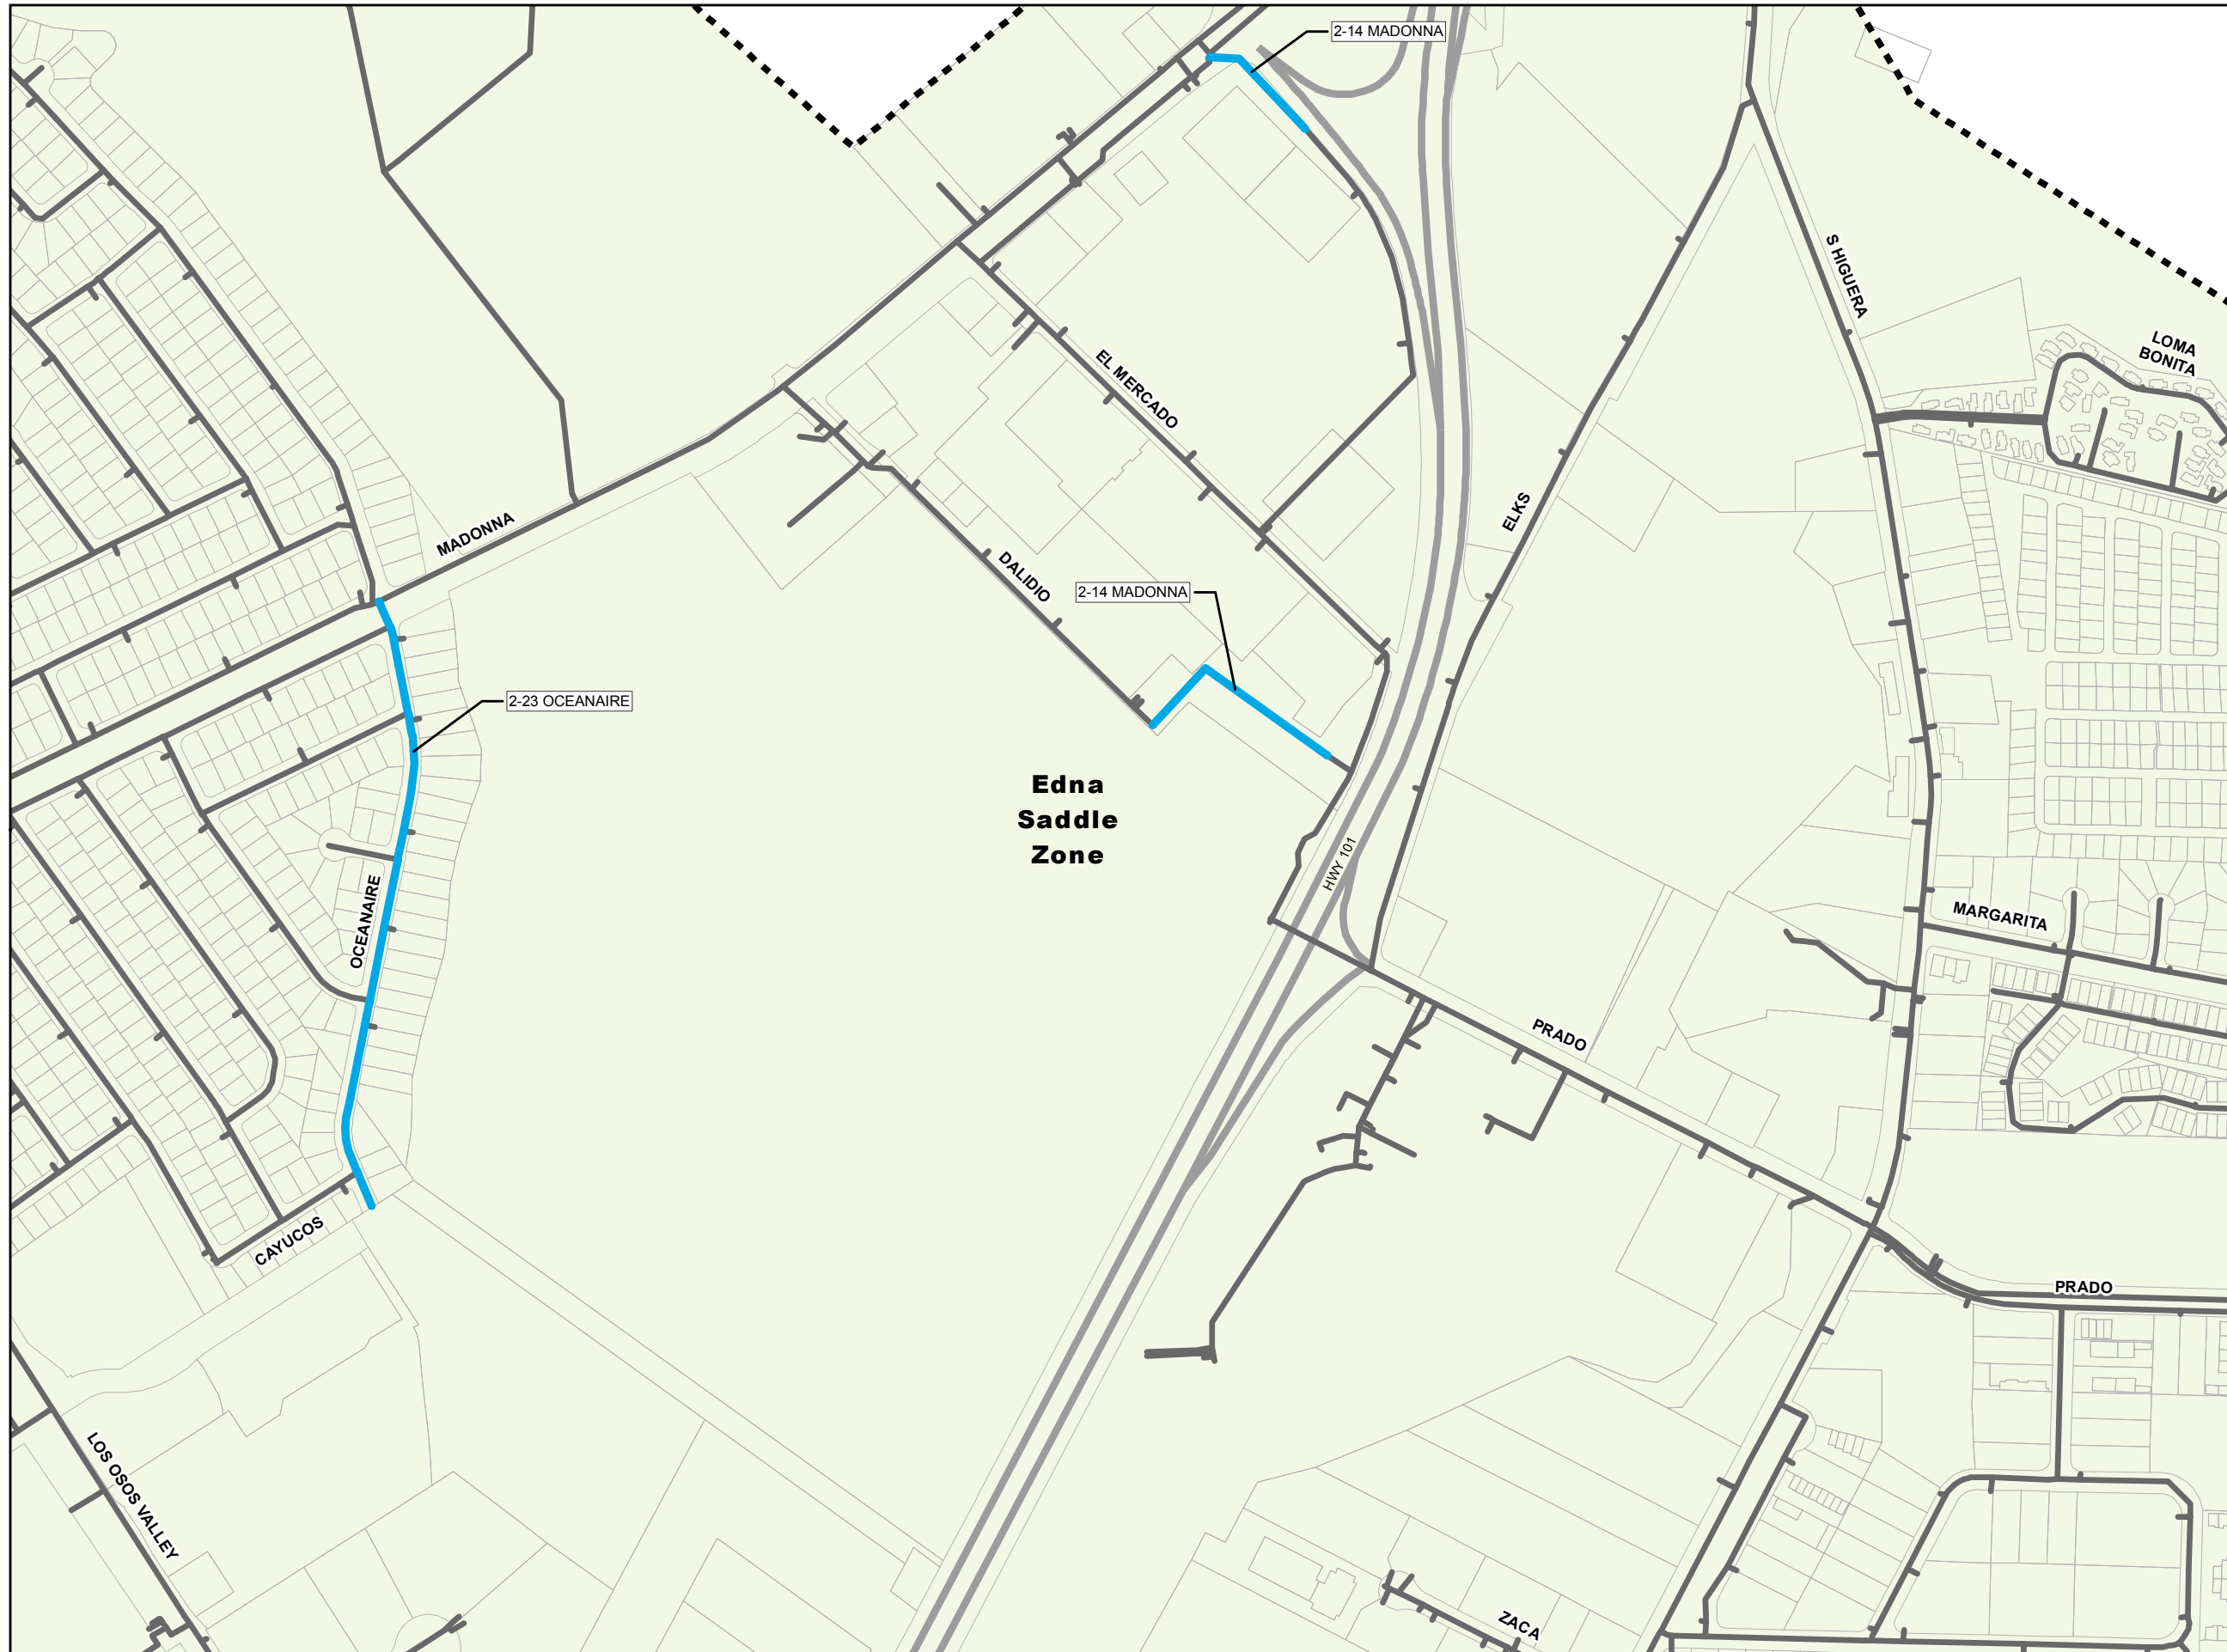 2-14 MADONNA
S HIGUERA
LOMA
BONITA
EL MERCADO
MADONNA
ELKS
DALIDIO
2-14 MADONNA
2-23 OCEANAIRE
Edna
Saddle
Zone
HWY 101
OCEANAIRE
MARGARITA
PRADO
CAYUCOS
PRADO
LOS OSOS VALLEY
ZACA